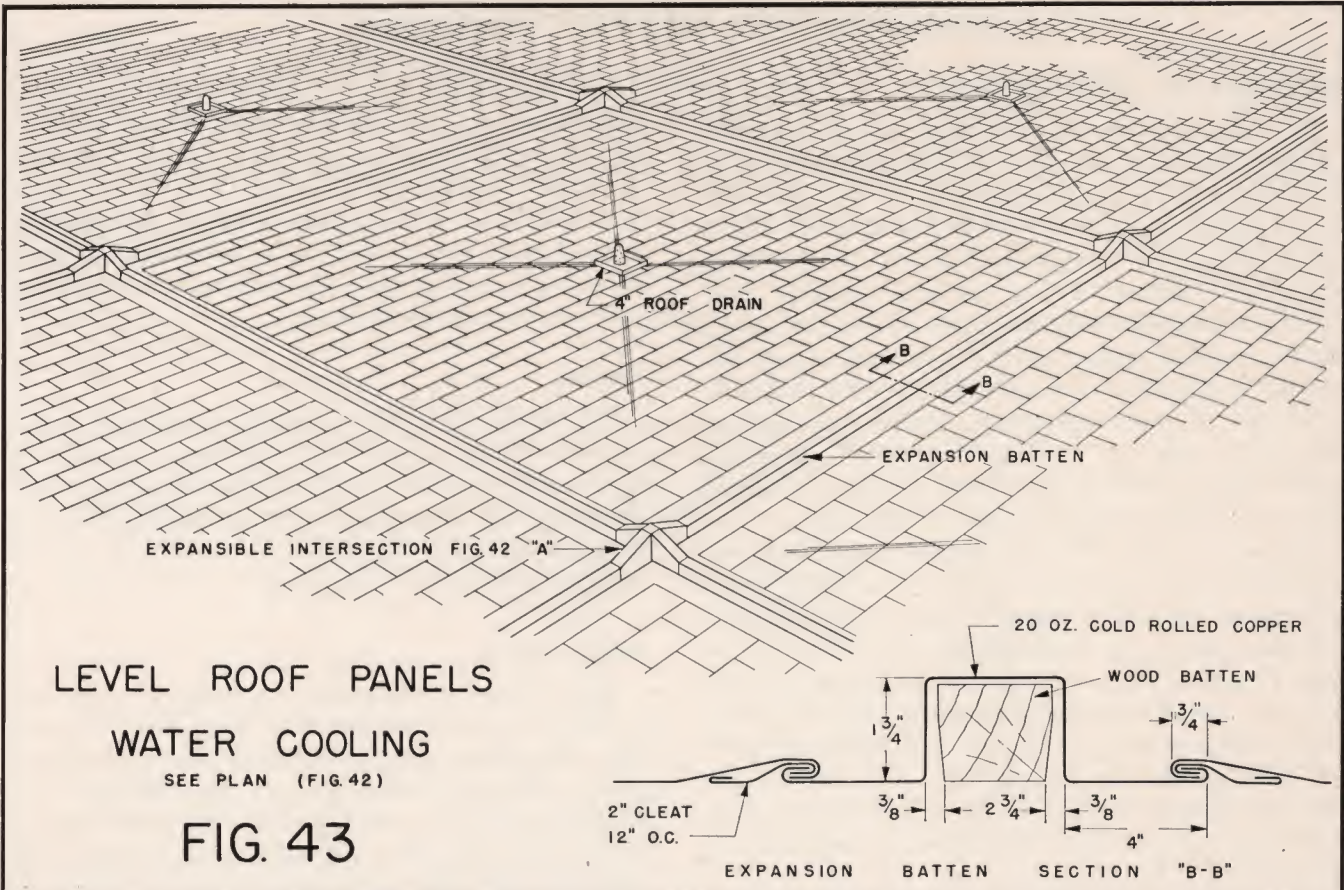 4" ROOF DRAIN
B
B
EXPANSION BATTEN
EXPANSIBLE INTERSECTION FIG. 42 "A"
LEVEL ROOF PANELS
WATER COOLING
SEE PLAN (FIG. 42)
FIG. 43
20 OZ. COLD ROLLED COPPER
WOOD BATTEN
3/4"
1 3/4"
2" CLEAT
12" O.C.
3/8" 2 3/4" 3/8"
4"
EXPANSION BATTEN SECTION "B-B"